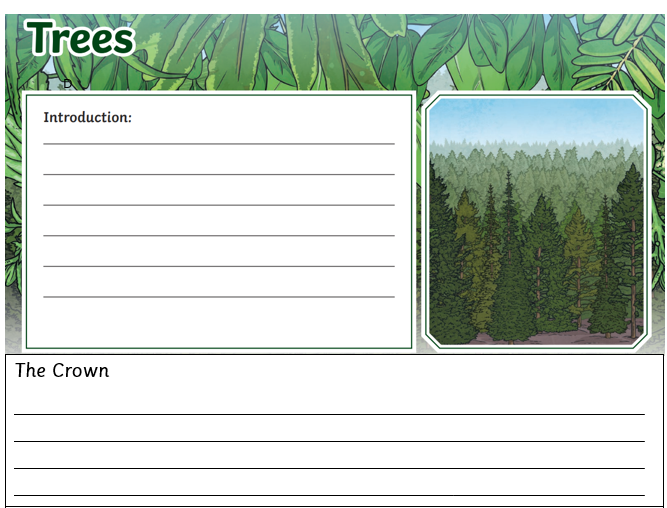 Trees
Introduction:
The Crown